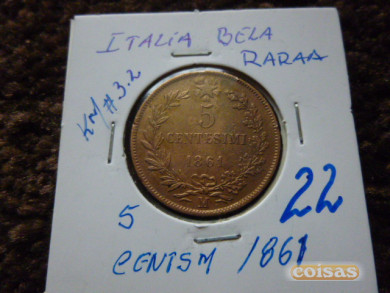 ITALIA BELA
RARAA
KM#3.2
5
CENTESIMI
1861
M
5
22
CENTSM 1861
coisas